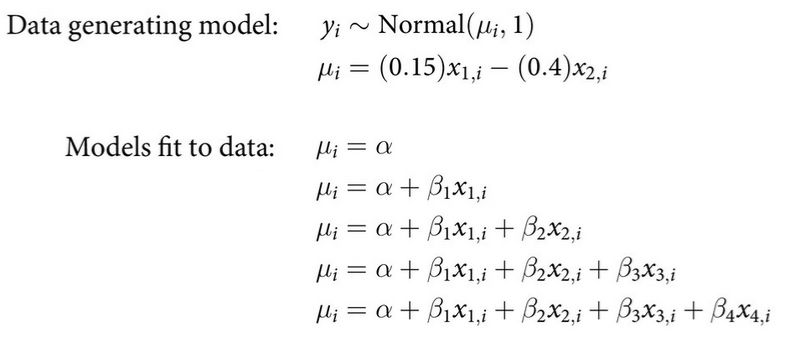 Data generating model: yᵢ ∼ Normal(μᵢ, 1)
μᵢ = (0.15)x₁,ᵢ − (0.4)x₂,ᵢ
Models fit to data: μᵢ = α
μᵢ = α + β₁x₁,ᵢ
μᵢ = α + β₁x₁,ᵢ + β₂x₂,ᵢ
μᵢ = α + β₁x₁,ᵢ + β₂x₂,ᵢ + β₃x₃,ᵢ
μᵢ = α + β₁x₁,ᵢ + β₂x₂,ᵢ + β₃x₃,ᵢ + β₄x₄,ᵢ